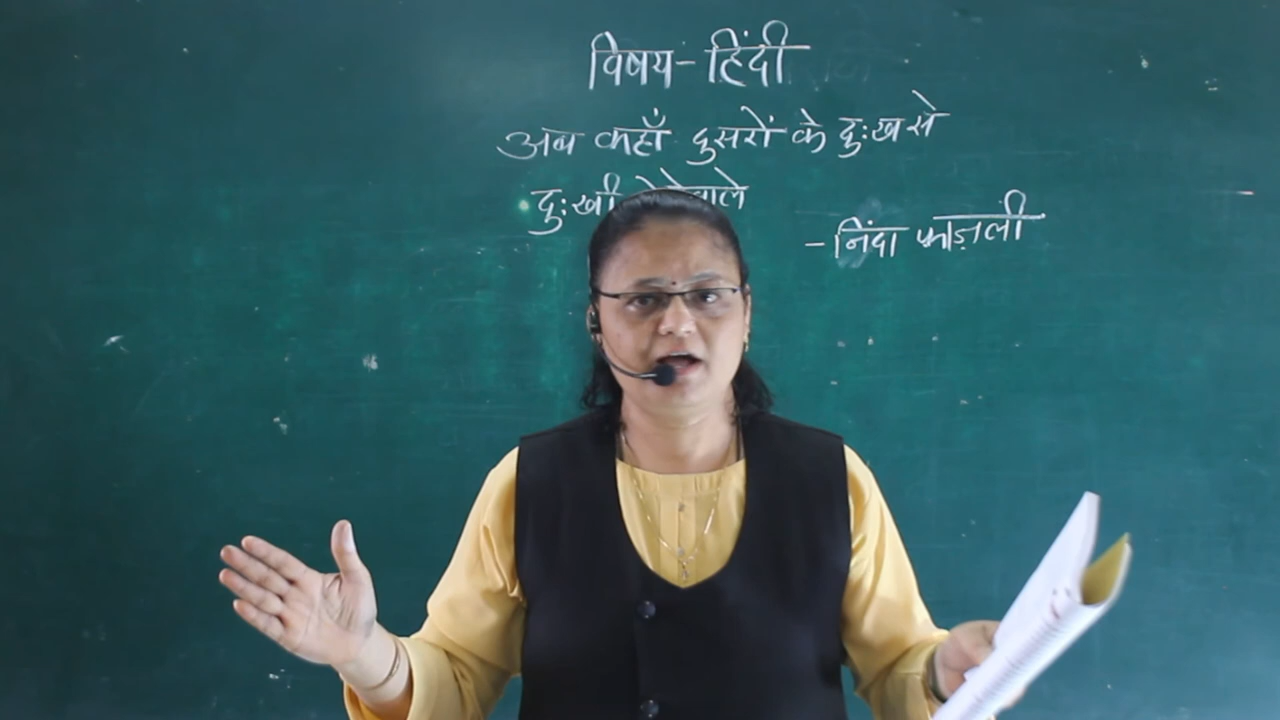 विषय - हिंदी
अब कहाँ दुसरों के दुःख से
दुःखी
- निंदा फाज़ली